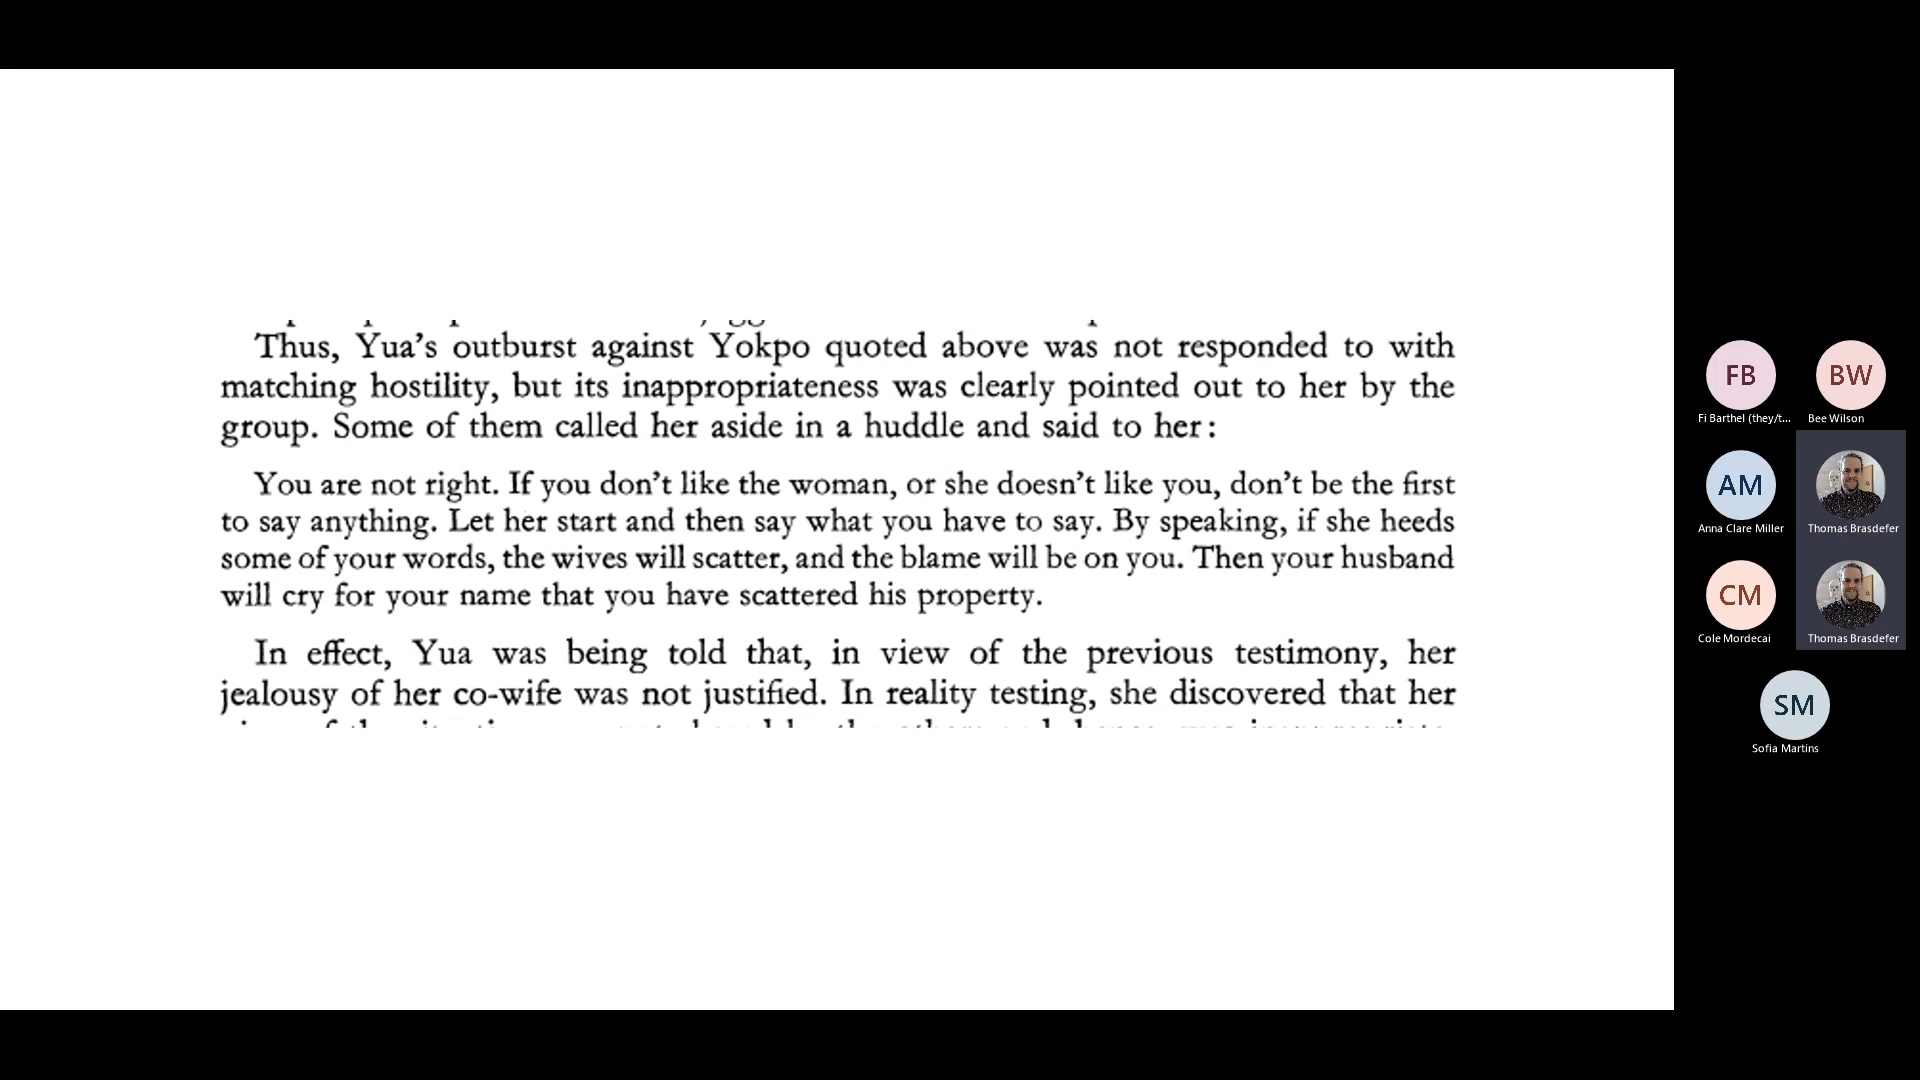 Thus, Yua's outburst against Yokpo quoted above was not responded to with
matching hostility, but its inappropriateness was clearly pointed out to her by the
group. Some of them called her aside in a huddle and said to her:
You are not right. If you don't like the woman, or she doesn't like you, don't be the first
to say anything. Let her start and then say what you have to say. By speaking, if she heeds
some of your words, the wives will scatter, and the blame will be on you. Then your husband
will cry for your name that you have scattered his property.
In effect, Yua was being told that, in view of the previous testimony, her
jealousy of her co-wife was not justified. In reality testing, she discovered that her
FB
BW
Fi Barthel (they/t...
Bee Wilson
AM
Anna Clare Miller
Thomas Brasdefer
CM
Cole Mordecai
Thomas Brasdefer
SM
Sofia Martins